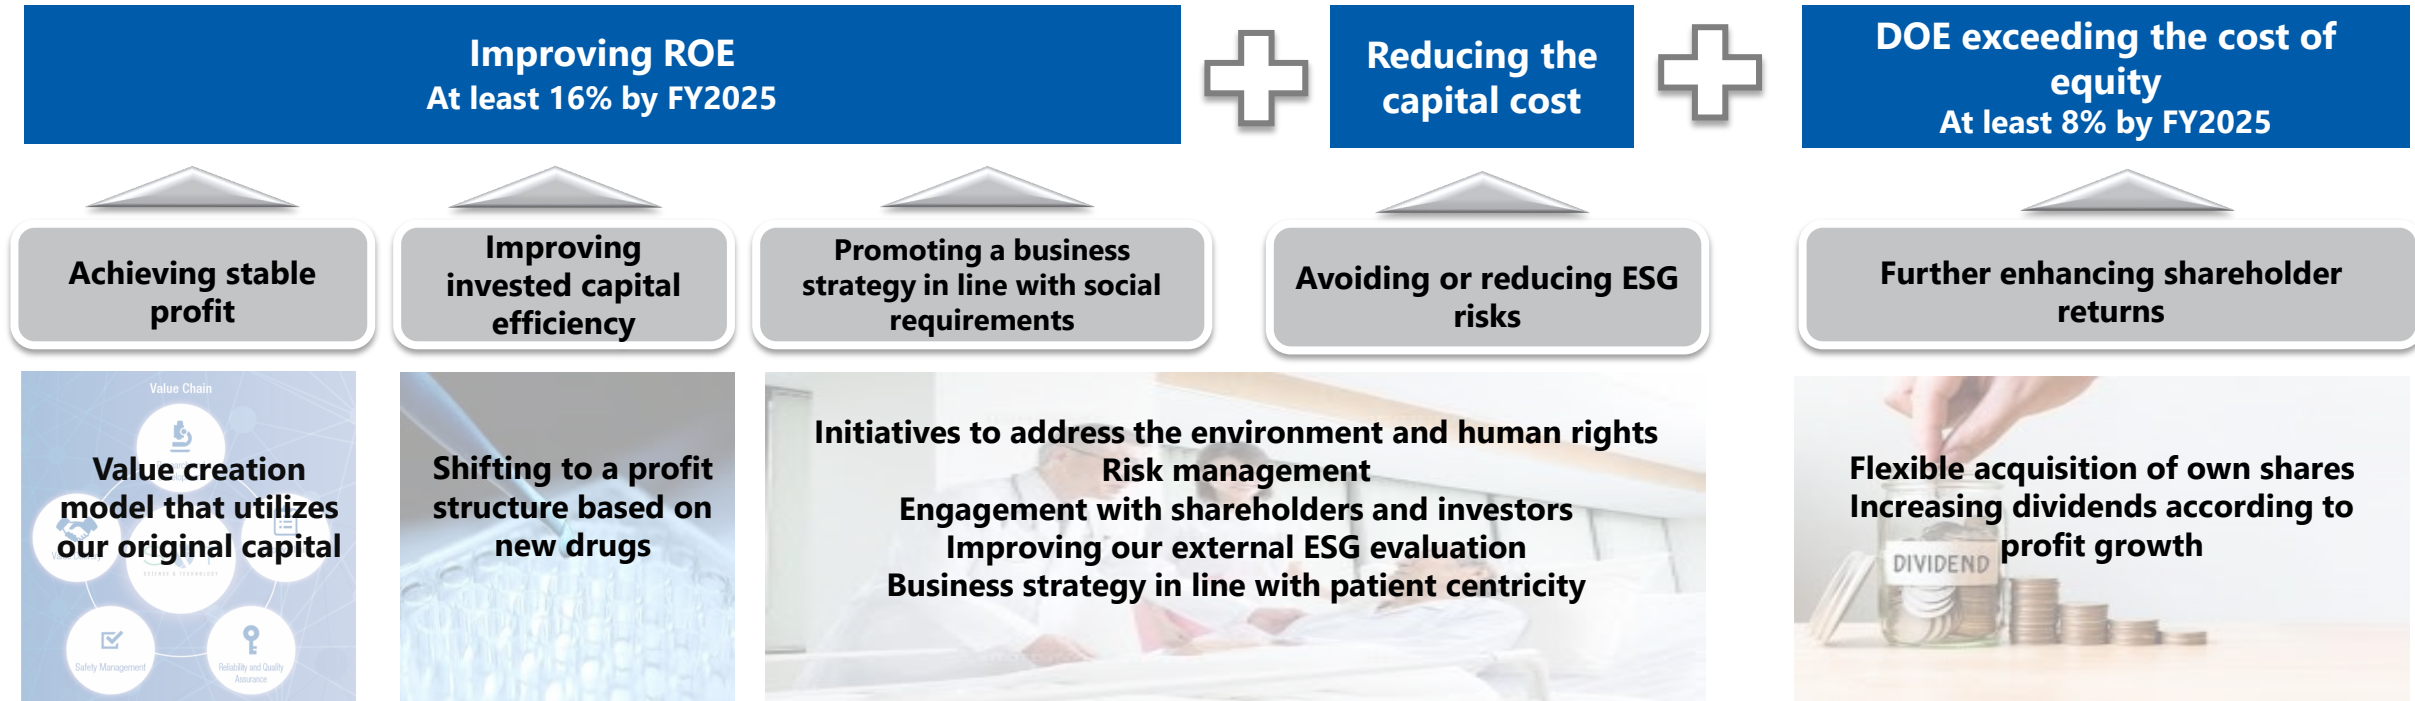 Improving ROE
At least 16% by FY2025
Reducing the
capital cost
DOE exceeding the cost of
equity
At least 8% by FY2025
Achieving stable
profit
Improving
invested capital
efficiency
Promoting a business
strategy in line with social
requirements
Avoiding or reducing ESG
risks
Further enhancing shareholder
returns
Value Chain
Value creation
model that utilizes
our original capital
SCIENCE & TECHNOLOGY
Safety Management
Reliability and Quality
Assurance
Shifting to a profit
structure based on
new drugs
Initiatives to address the environment and human rights
Risk management
Engagement with shareholders and investors
Improving our external ESG evaluation
Business strategy in line with patient centricity
Flexible acquisition of own shares
Increasing dividends according to
profit growth
DIVIDEND